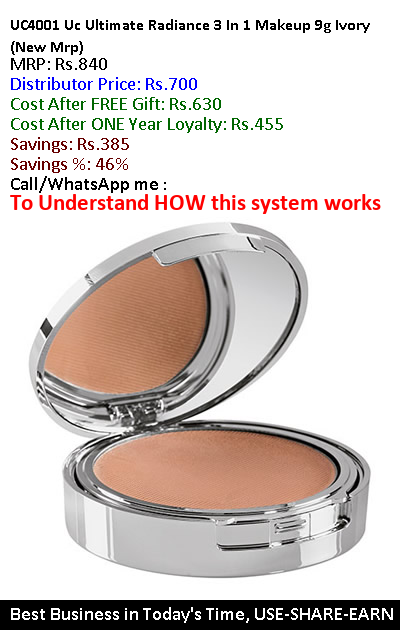 UC4001 Uc Ultimate Radiance 3 In 1 Makeup 9g Ivory
(New Mrp)
MRP: Rs.840
Distributor Price: Rs.700
Cost After FREE Gift: Rs.630
Cost After ONE Year Loyalty: Rs.455
Savings: Rs.385
Savings %: 46%
Call/WhatsApp me :
To Understand HOW this system works
Best Business in Today's Time, USE-SHARE-EARN